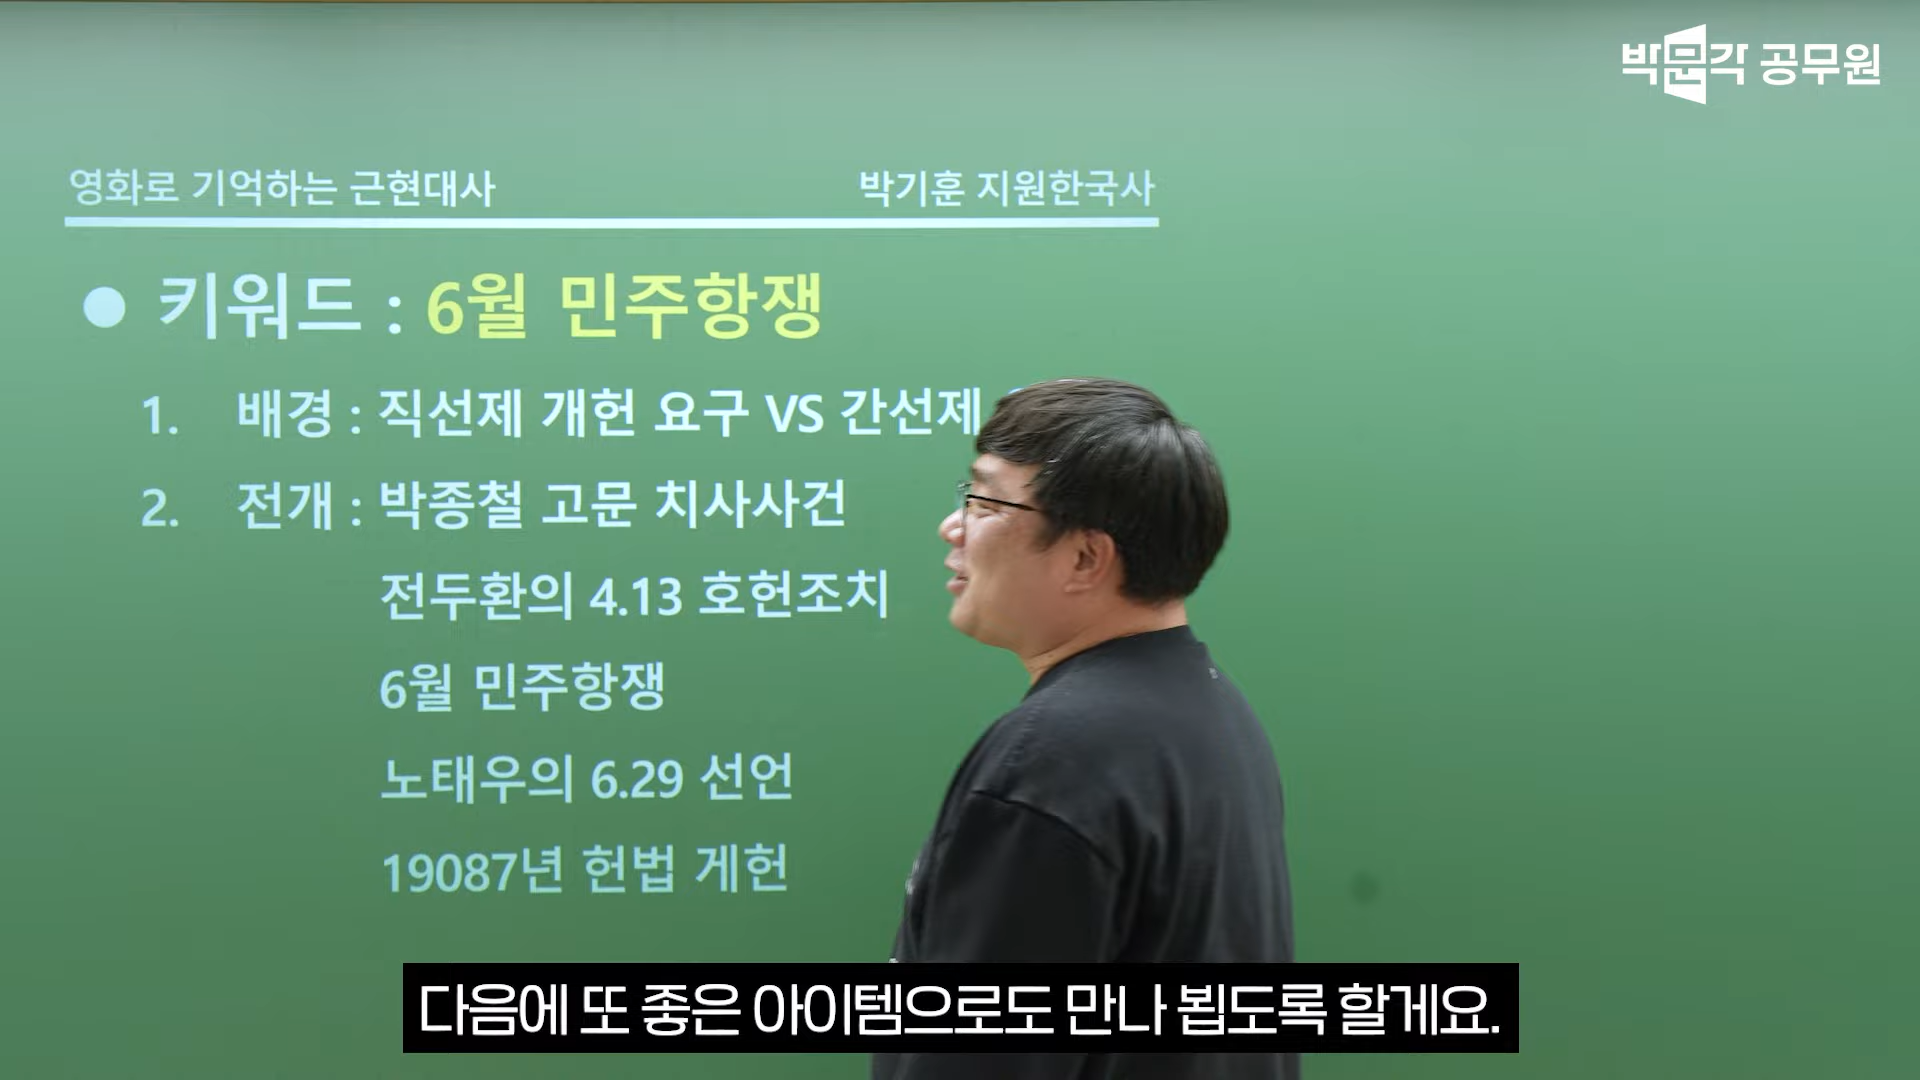 박문각 공무원
영화로 기억하는 근현대사 박기훈 지원한국사
● 키워드 : 6월 민주항쟁
1. 배경 : 직선제 개헌 요구 VS 간선제
2. 전개 : 박종철 고문 치사사건
전두환의 4.13 호헌조치
6월 민주항쟁
노태우의 6.29 선언
19087년 헌법 게헌
다음에 또 좋은 아이템으로도 만나 뵙도록 할게요.